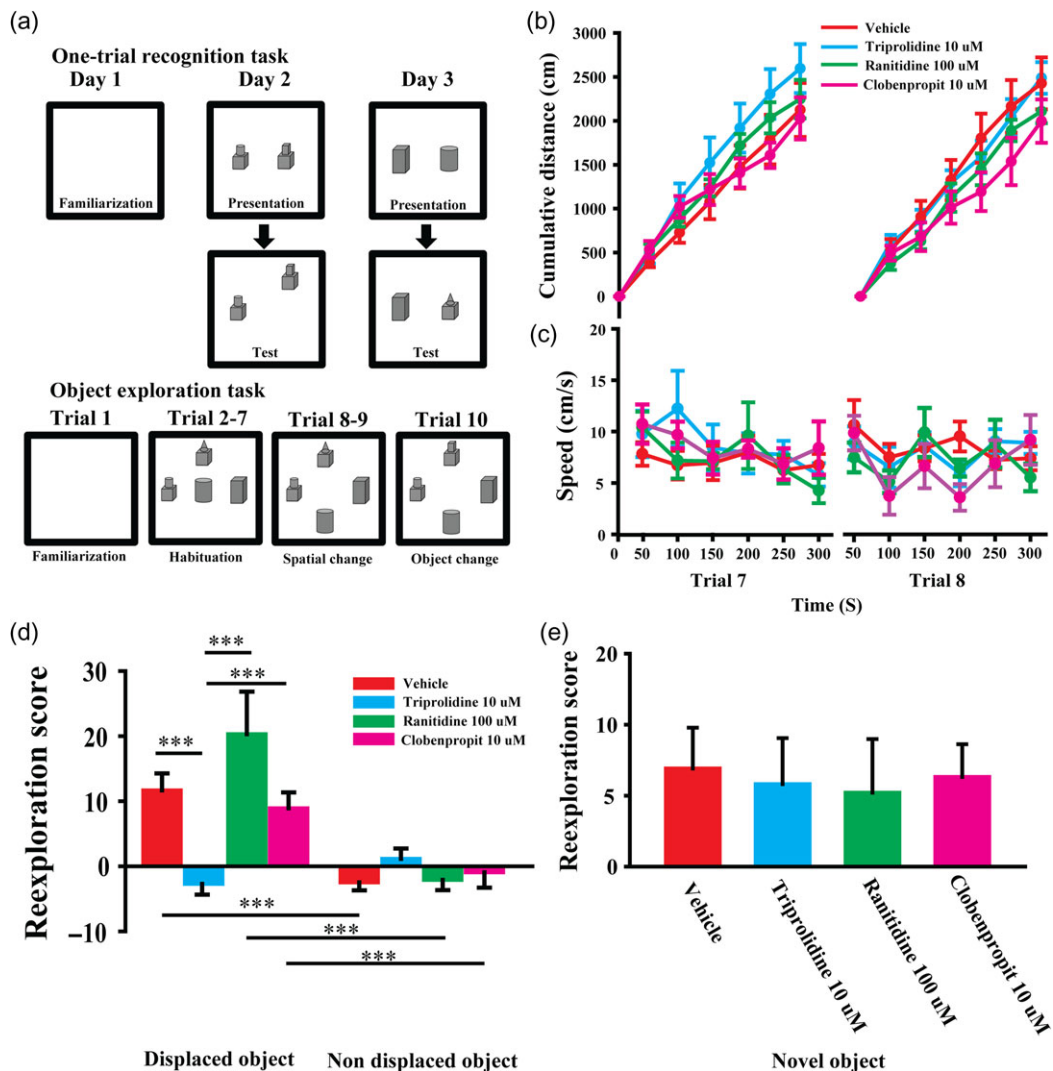 (a)
One-trial recognition task
Day 1 Day 2 Day 3
Familiarization Presentation Presentation
Test Test
Object exploration task
Trial 1 Trial 2-7 Trial 8-9 Trial 10
Familiarization Habituation Spatial change Object change
(b)
Vehicle
Triprolidine 10 uM
Ranitidine 100 uM
Clobenpropit 10 uM
Cumulative distance (cm)
3000
2500
2000
1500
1000
500
0
(c)
Speed (cm/s)
20
15
10
5
0
0 50 100 150 200 250 300 50 100 150 200 250 300
Trial 7 Trial 8
Time (S)
(d)
Reexploration score
30
20
10
0
−10
*** 
***
***
Vehicle
Triprolidine 10 uM
Ranitidine 100 uM
Clobenpropit 10 uM
***
***
***
Displaced object Non displaced object
(e)
Reexploration score
20
10
5
0
Vehicle
Triprolidine 10 uM
Ranitidine 100 uM
Clobenpropit 10 uM
Novel object